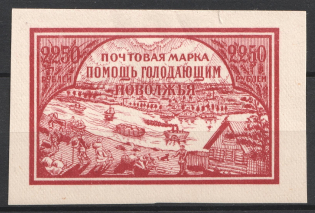 ПОЧТОВАЯ МАРКА
2250 2250
РУБЛЕЙ РУБЛЕЙ
ПОМОЩЬ ГОЛОДАЮЩИМ
ПОВОЛЖЬЯ